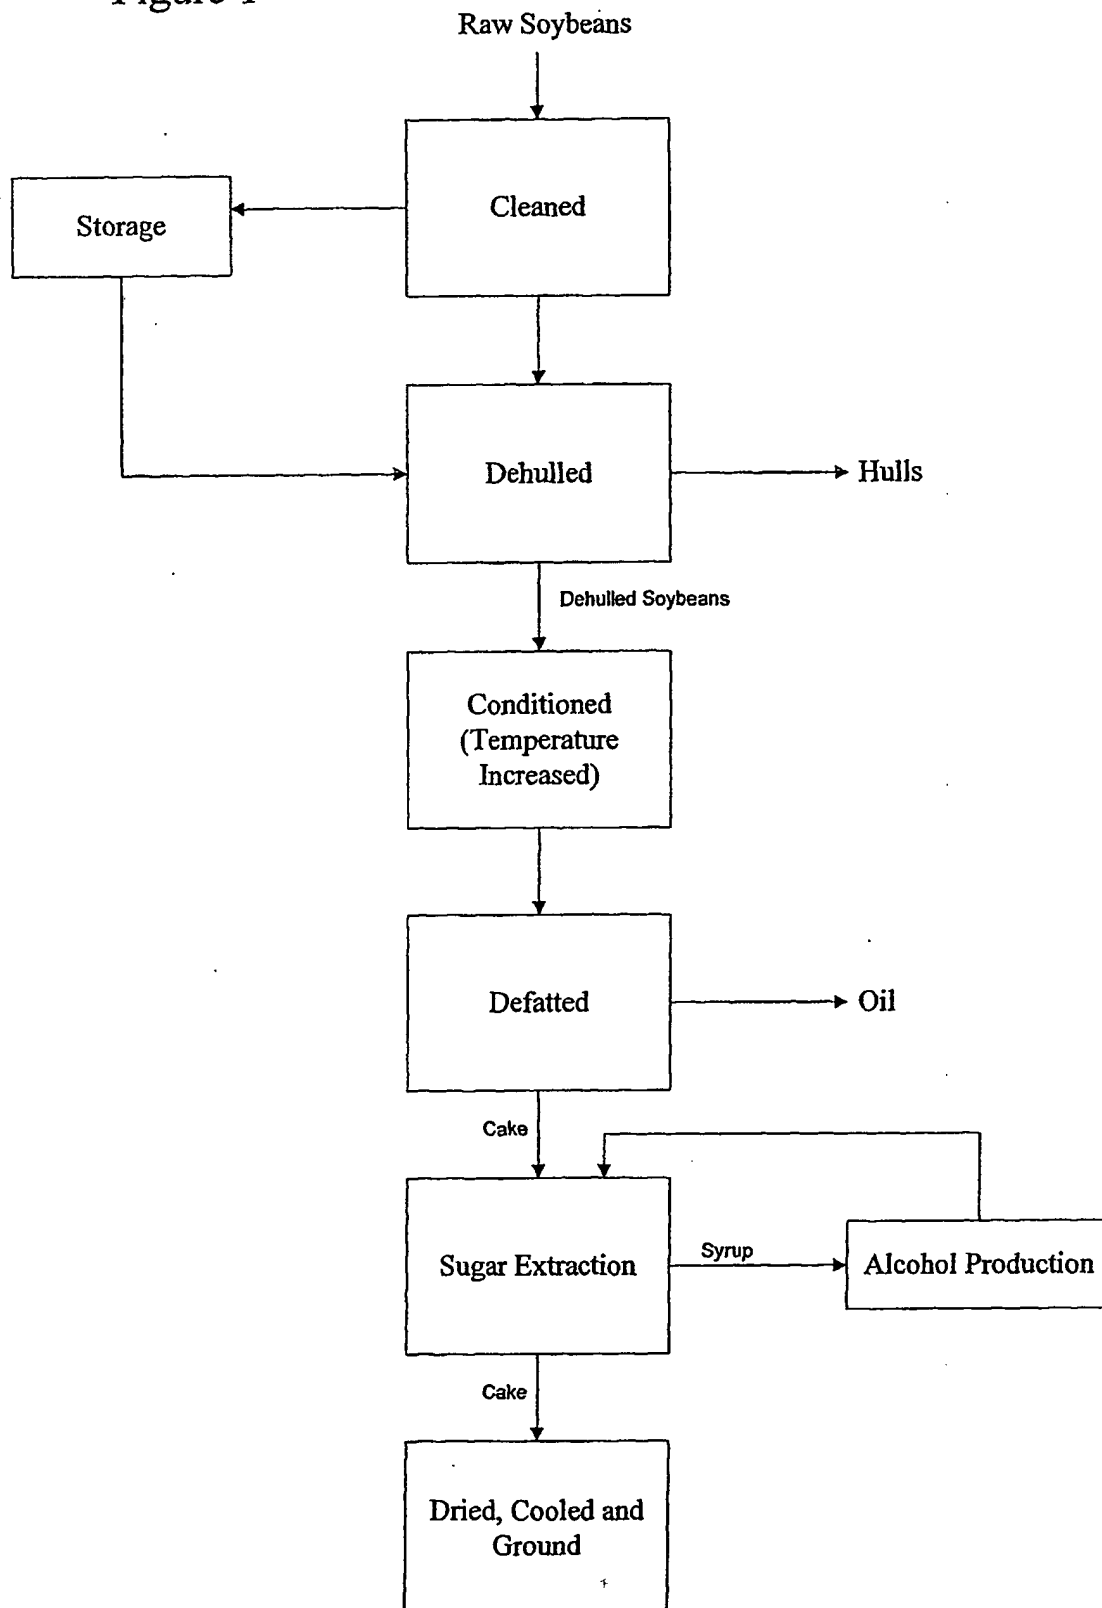 Figure 1
Raw Soybeans
Cleaned
Storage
Dehulled
Hulls
Dehulled Soybeans
Conditioned
(Temperature
Increased)
Defatted
Oil
Cake
Sugar Extraction
Syrup
Alcohol Production
Cake
Dried, Cooled and
Ground